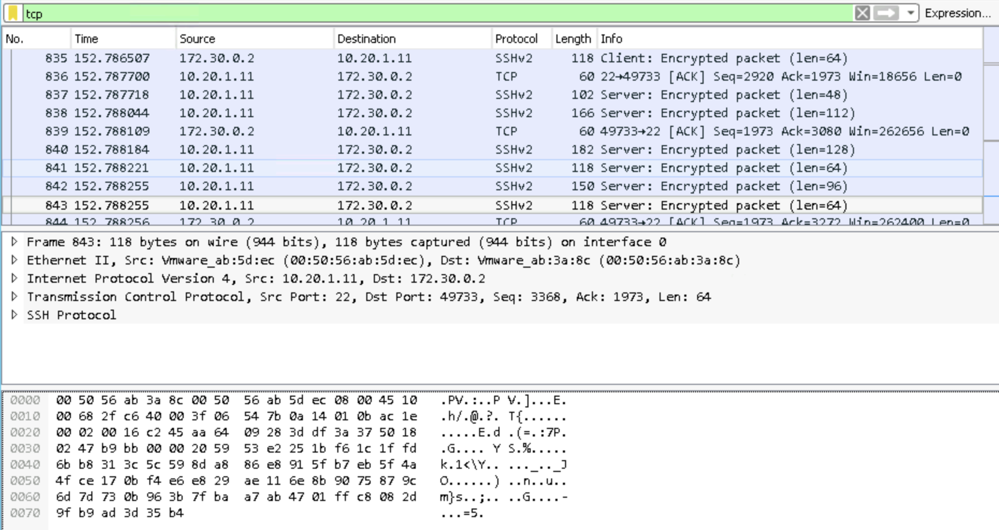 tcp Expression...
No. Time Source Destination Protocol Length Info
835 152.786507 172.30.0.2 10.20.1.11 SSHv2 118 Client: Encrypted packet (len=64)
836 152.787700 10.20.1.11 172.30.0.2 TCP 60 22→49733 [ACK] Seq=2920 Ack=1973 Win=18656 Len=0
837 152.787718 10.20.1.11 172.30.0.2 SSHv2 102 Server: Encrypted packet (len=48)
838 152.788044 10.20.1.11 172.30.0.2 SSHv2 166 Server: Encrypted packet (len=112)
839 152.788109 172.30.0.2 10.20.1.11 TCP 60 49733→22 [ACK] Seq=1973 Ack=3080 Win=262656 Len=0
840 152.788184 10.20.1.11 172.30.0.2 SSHv2 182 Server: Encrypted packet (len=128)
841 152.788221 10.20.1.11 172.30.0.2 SSHv2 118 Server: Encrypted packet (len=64)
842 152.788255 10.20.1.11 172.30.0.2 SSHv2 150 Server: Encrypted packet (len=96)
843 152.788255 10.20.1.11 172.30.0.2 SSHv2 118 Server: Encrypted packet (len=64)
844 152.788256 172.30.0.2 10.20.1.11 TCP 60 49733→22 [ACK] Seq=1973 Ack=3272 Win=262400 Len=0
Frame 843: 118 bytes on wire (944 bits), 118 bytes captured (944 bits) on interface 0
Ethernet II, Src: Vmware_ab:5d:ec (00:50:56:ab:5d:ec), Dst: Vmware_ab:3a:8c (00:50:56:ab:3a:8c)
Internet Protocol Version 4, Src: 10.20.1.11, Dst: 172.30.0.2
Transmission Control Protocol, Src Port: 22, Dst Port: 49733, Seq: 3368, Ack: 1973, Len: 64
SSH Protocol
0000 00 50 56 ab 3a 8c 00 50 56 ab 5d ec 08 00 45 10 .PV.:..P V.]...E.
0010 00 68 2f c6 40 00 3f 06 54 7b 0a 14 01 0b ac 1e .h/.@.?. T{......
0020 00 02 00 16 c2 45 aa 64 09 28 3d df 3a 37 50 18 .....E.d .(=.:7P.
0030 02 47 b9 bb 00 00 20 59 53 e2 25 1b f6 1c 1f fd .G.... Y S.%.....
0040 6b b8 31 3c 5c 59 8d a8 86 e8 91 5f b7 eb 5f 4a k.1<\Y.. ..._.._J
0050 4f ce 17 0b f4 e6 e8 29 ae 11 6e 8b 90 75 87 9c O......) ..n..u..
0060 6d 7d 73 0b 96 3b 7f ba a7 ab 47 01 ff c8 08 2d m}s..;.. ..G....-
0070 9f b9 ad 3d 35 b4 ...=5.